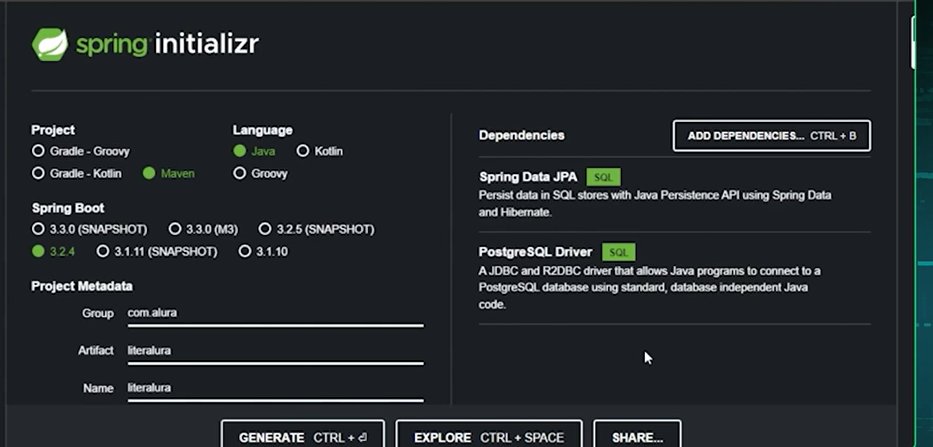 spring initializr
Project
Gradle - Groovy
Gradle - Kotlin Maven
Language
Java Kotlin
Groovy
Spring Boot
3.3.0 (SNAPSHOT) 3.3.0 (M3) 3.2.5 (SNAPSHOT)
3.2.4 3.1.11 (SNAPSHOT) 3.1.10
Project Metadata
Group com.alura
Artifact literalura
Name literalura
Dependencies ADD DEPENDENCIES... CTRL + B
Spring Data JPA SQL
Persist data in SQL stores with Java Persistence API using Spring Data
and Hibernate.
PostgreSQL Driver SQL
A JDBC and R2DBC driver that allows Java programs to connect to a
PostgreSQL database using standard, database independent Java
code.
GENERATE CTRL + ⏎ EXPLORE CTRL + SPACE SHARE...